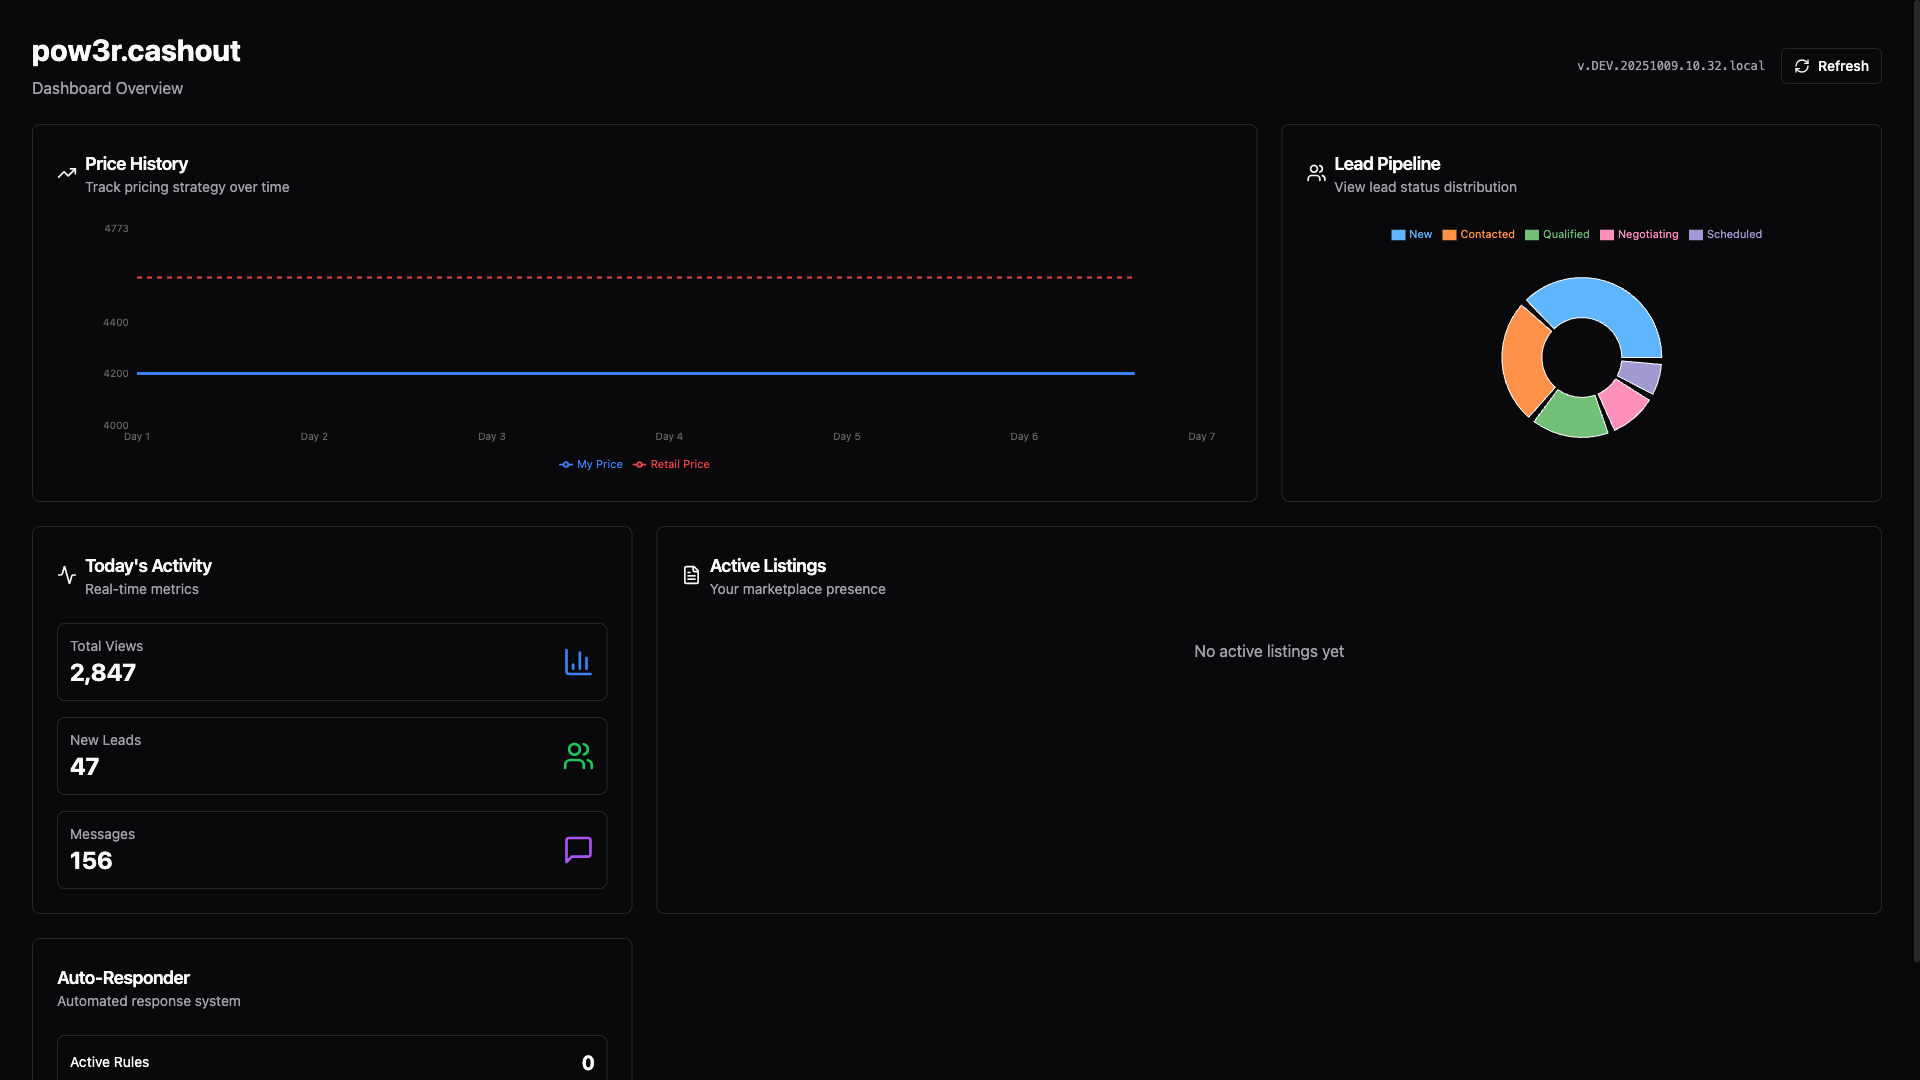 pow3r.cashout
Dashboard Overview
v.DEV.20251009.10.32.local
Refresh
Price History
Track pricing strategy over time
4773
4400
4200
4000
Day 1 Day 2 Day 3 Day 4 Day 5 Day 6 Day 7
My Price Retail Price
Lead Pipeline
View lead status distribution
New Contacted Qualified Negotiating Scheduled
Today's Activity
Real-time metrics
Total Views
2,847
New Leads
47
Messages
156
Active Listings
Your marketplace presence
No active listings yet
Auto-Responder
Automated response system
Active Rules 0